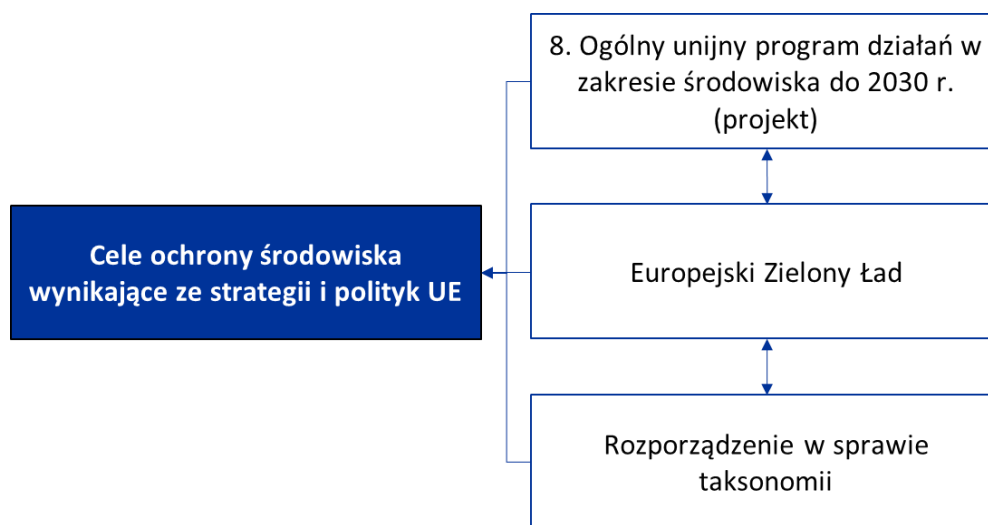 8. Ogólny unijny program działań w
zakresie środowiska do 2030 r.
(projekt)
Cele ochrony środowiska
wynikające ze strategii i polityk UE
Europejski Zielony Ład
Rozporządzenie w sprawie
taksonomii